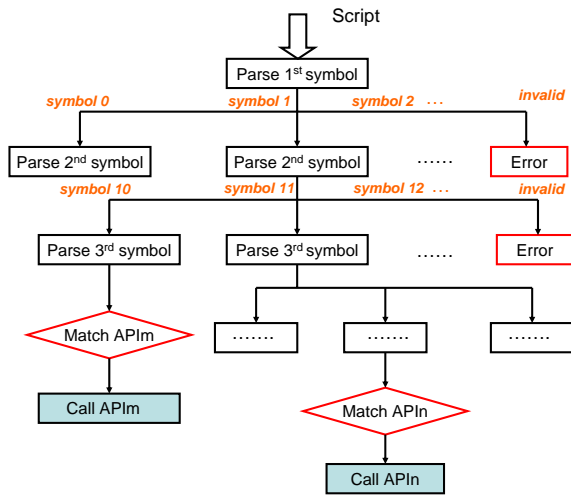 Script
Parse 1st symbol
symbol 0 symbol 1 symbol 2 ... invalid
Parse 2nd symbol Parse 2nd symbol ...... Error
symbol 10 symbol 11 symbol 12 ... invalid
Parse 3rd symbol Parse 3rd symbol ...... Error
Match APIm ....... ....... .......
Call APIm Match APIn
Call APIn